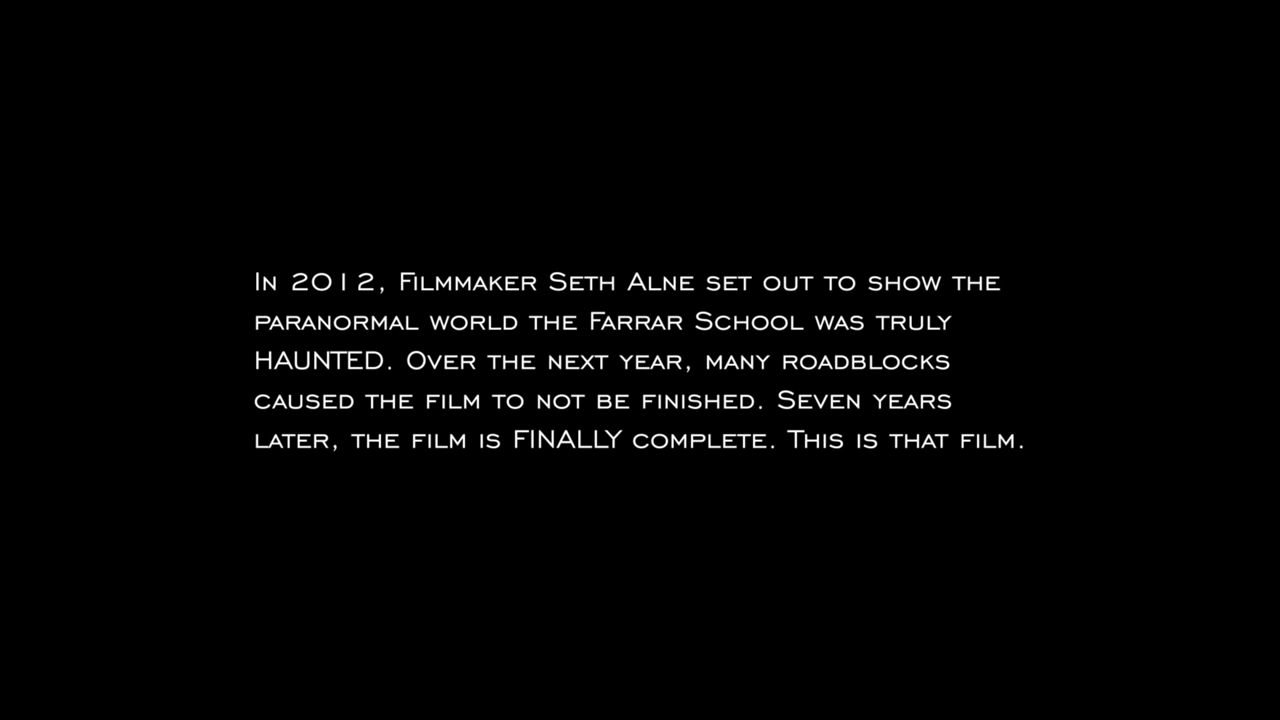 In 2012, Filmmaker Seth Alne set out to show the
paranormal world the Farrar School was truly
HAUNTED. Over the next year, many roadblocks
caused the film to not be finished. Seven years
later, the film is FINALLY complete. This is that film.